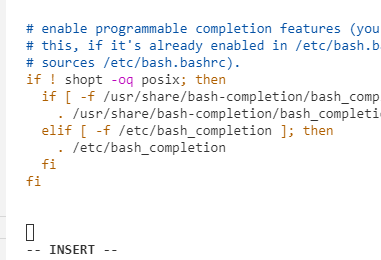 # enable programmable completion features (you
# this, if it's already enabled in /etc/bash.b
# sources /etc/bash.bashrc).
if ! shopt -oq posix; then
  if [ -f /usr/share/bash-completion/bash_comp
    . /usr/share/bash-completion/bash_completi
  elif [ -f /etc/bash_completion ]; then
    . /etc/bash_completion
  fi
fi
-- INSERT --